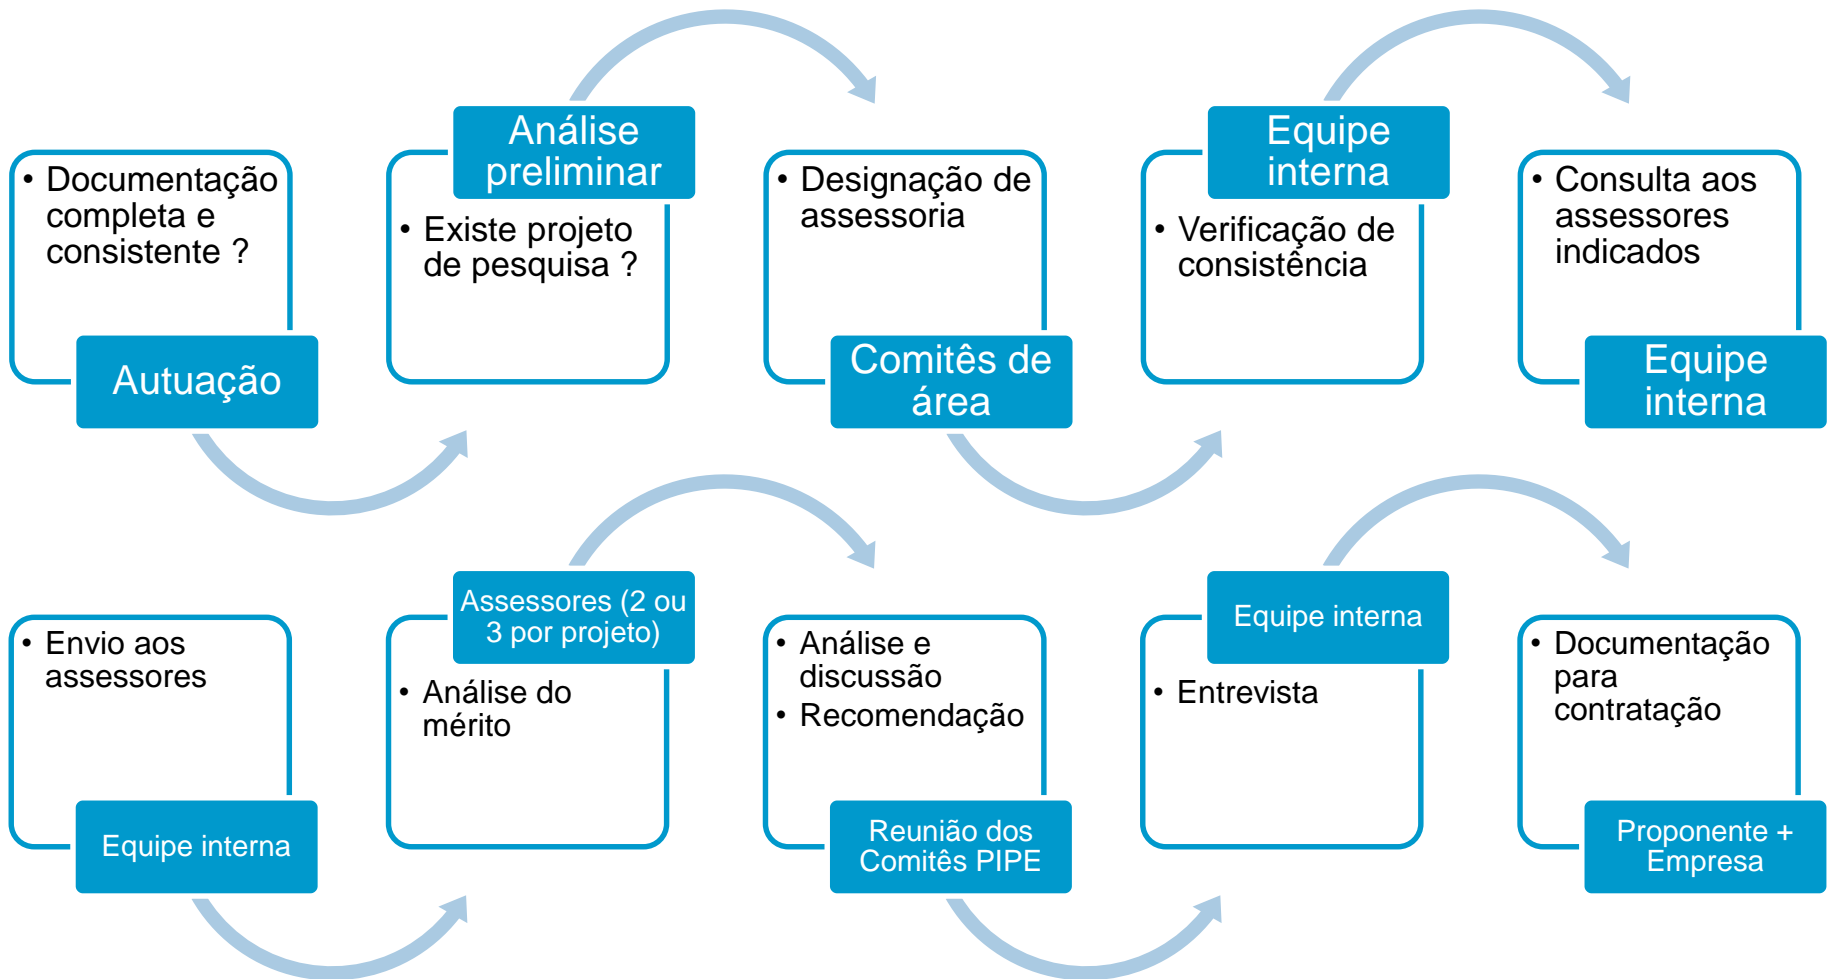 • Documentação
completa e
consistente ?
Autuação
Análise
preliminar
• Existe projeto
de pesquisa ?
• Designação de
assessoria
Comitês de
área
Equipe
interna
• Verificação de
consistência
• Consulta aos
assessores
indicados
Equipe
interna
• Envio aos
assessores
Equipe interna
Assessores (2 ou
3 por projeto)
• Análise do
mérito
• Análise e
discussão
• Recomendação
Reunião dos
Comitês PIPE
Equipe interna
• Entrevista
• Documentação
para
contratação
Proponente +
Empresa